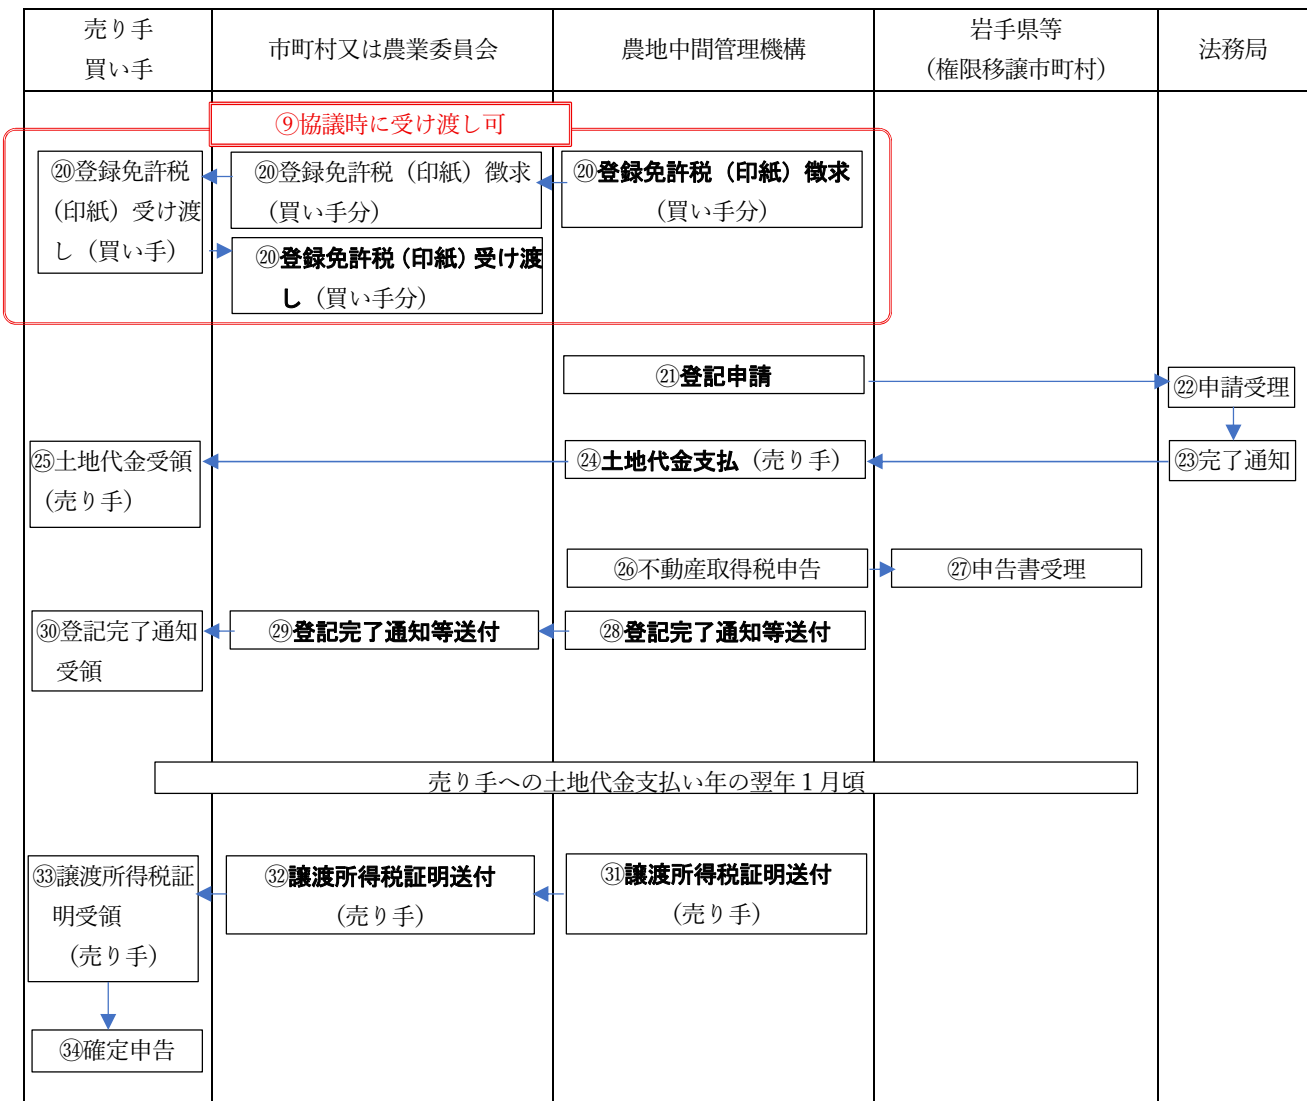 売り手
買い手
市町村又は農業委員会
農地中間管理機構
岩手県等
（権限移譲市町村）
法務局
⑨協議時に受け渡し可
⑳登録免許税
（印紙）受け渡
し（買い手）
⑳登録免許税（印紙）徴求
（買い手分）
⑳登録免許税（印紙）徴求
（買い手分）
⑳登録免許税（印紙）受け渡
し（買い手分）
㉑登記申請
㉒申請受理
㉕土地代金受領
（売り手）
㉔土地代金支払（売り手）
㉓完了通知
㉖不動産取得税申告
㉗申告書受理
㉚登記完了通知
受領
㉙登記完了通知等送付
㉘登記完了通知等送付
売り手への土地代金支払い年の翌年１月頃
㉝譲渡所得税証
明受領
（売り手）
㉜譲渡所得税証明送付
（売り手）
㉛譲渡所得税証明送付
（売り手）
㉞確定申告